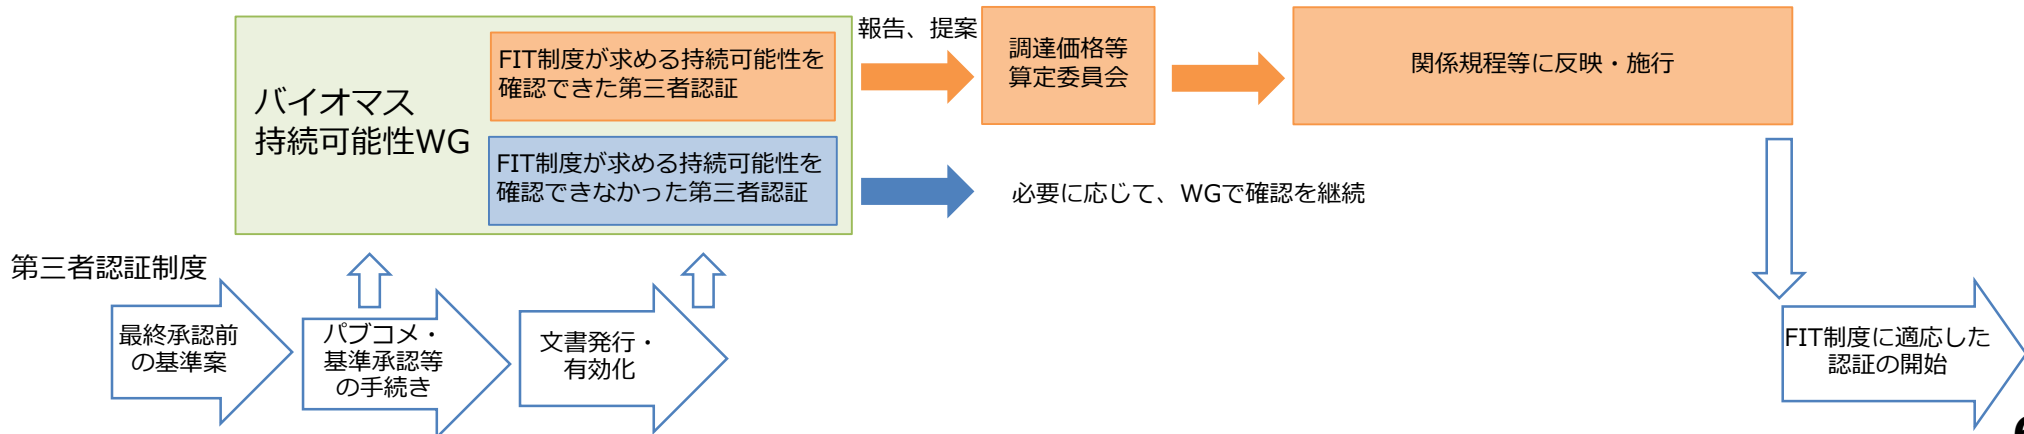 バイオマス
持続可能性WG
FIT制度が求める持続可能性を
確認できた第三者認証
FIT制度が求める持続可能性を
確認できなかった第三者認証
報告、提案
調達価格等
算定委員会
関係規程等に反映・施行
必要に応じて、WGで確認を継続
第三者認証制度
最終承認前
の基準案
パブコメ・
基準承認等
の手続き
文書発行・
有効化
FIT制度に適応した
認証の開始